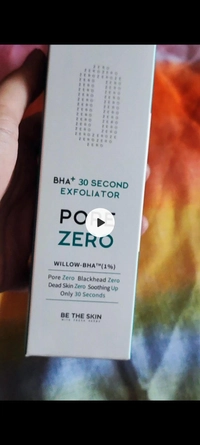 BHA+ 30 SECOND
EXFOLIATOR
PORE
ZERO
WILLOW-BHA™(1%)
Pore Zero Blackhead Zero
Dead Skin Zero Soothing Up
Only 30 Seconds
BE THE SKIN